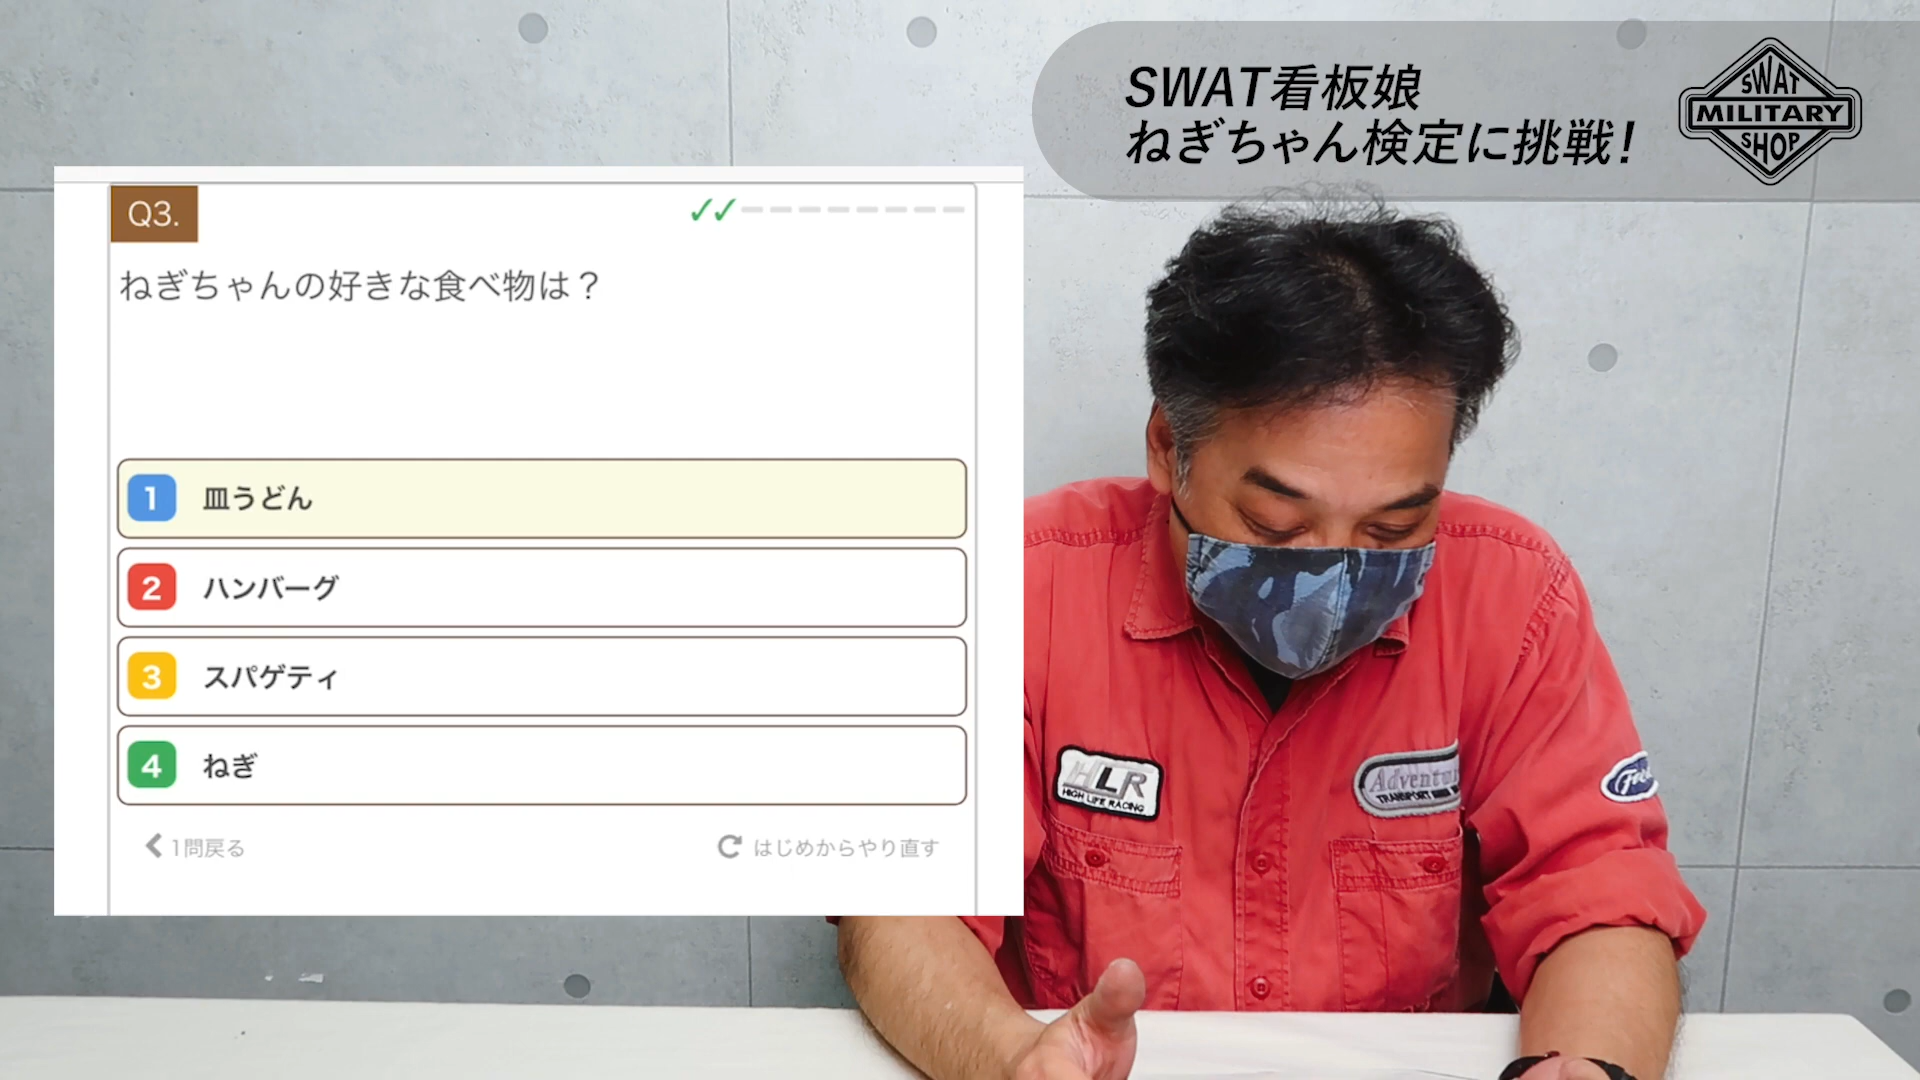 SWAT看板娘
ねぎちゃん検定に挑戦!
SWAT
MILITARY
SHOP
Q3.
ねぎちゃんの好きな食べ物は？
1 皿うどん
2 ハンバーグ
3 スパゲティ
4 ねぎ
1問戻る
はじめからやり直す
HLR
HIGH LIFE RACING
TRANSPORT